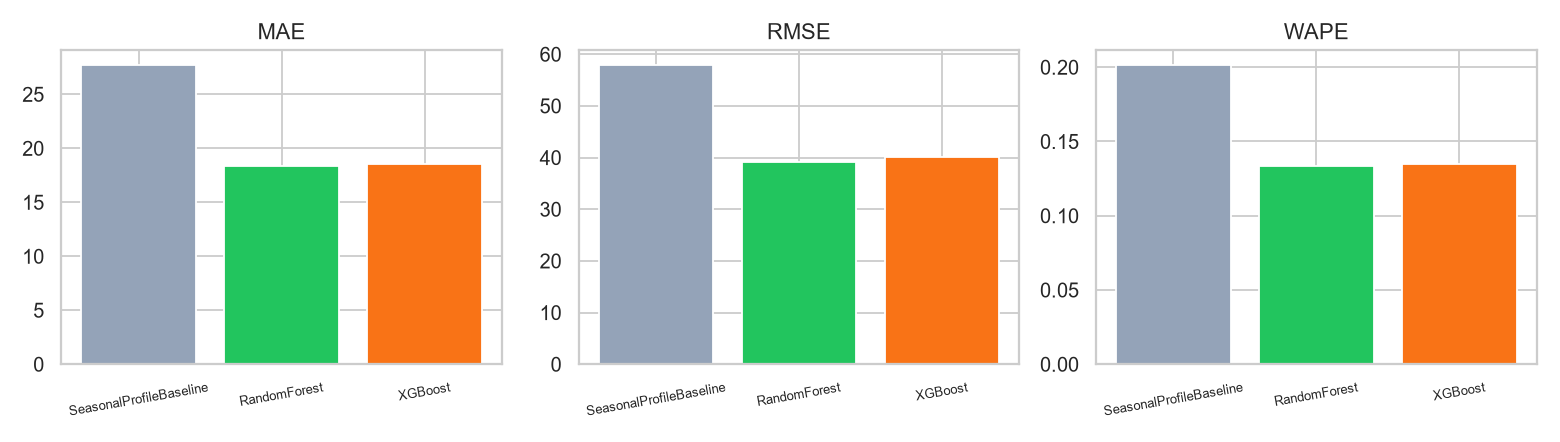 MAE
25
20
15
10
5
0
SeasonalProfileBaseline
RandomForest
XGBoost
RMSE
60
50
40
30
20
10
0
SeasonalProfileBaseline
RandomForest
XGBoost
WAPE
0.20
0.15
0.10
0.05
0.00
SeasonalProfileBaseline
RandomForest
XGBoost